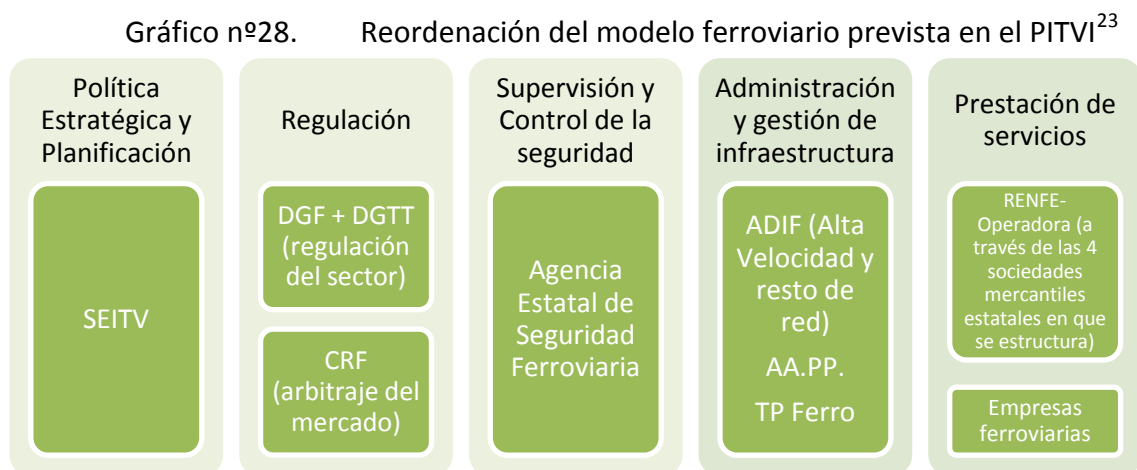 Gráfico nº28. Reordenación del modelo ferroviario prevista en el PITVI23
Política
Estratégica y
Planificación
SEITV
Regulación
DGF + DGTT
(regulación
del sector)
CRF
(arbitraje del
mercado)
Supervisión y
Control de la
seguridad
Agencia
Estatal de
Seguridad
Ferroviaria
Administración
y gestión de
infraestructura
ADIF (Alta
Velocidad y
resto de
red)
AA.PP.
TP Ferro
Prestación de
servicios
RENFE-
Operadora (a
través de las 4
sociedades
mercantiles
estatales en que
se estructura)
Empresas
ferroviarias